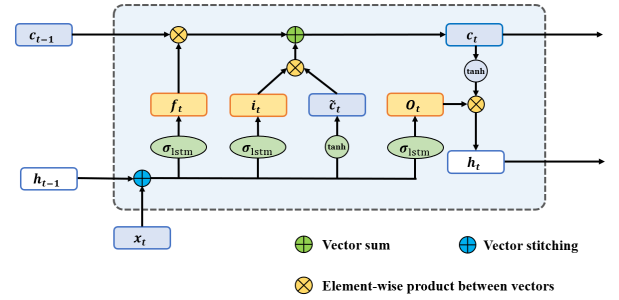 c_{t-1}
c_t
tanh
f_t
i_t
c̃_t
O_t
σ_lstm
σ_lstm
tanh
σ_lstm
h_t
h_{t-1}
x_t
Vector sum
Vector stitching
Element-wise product between vectors